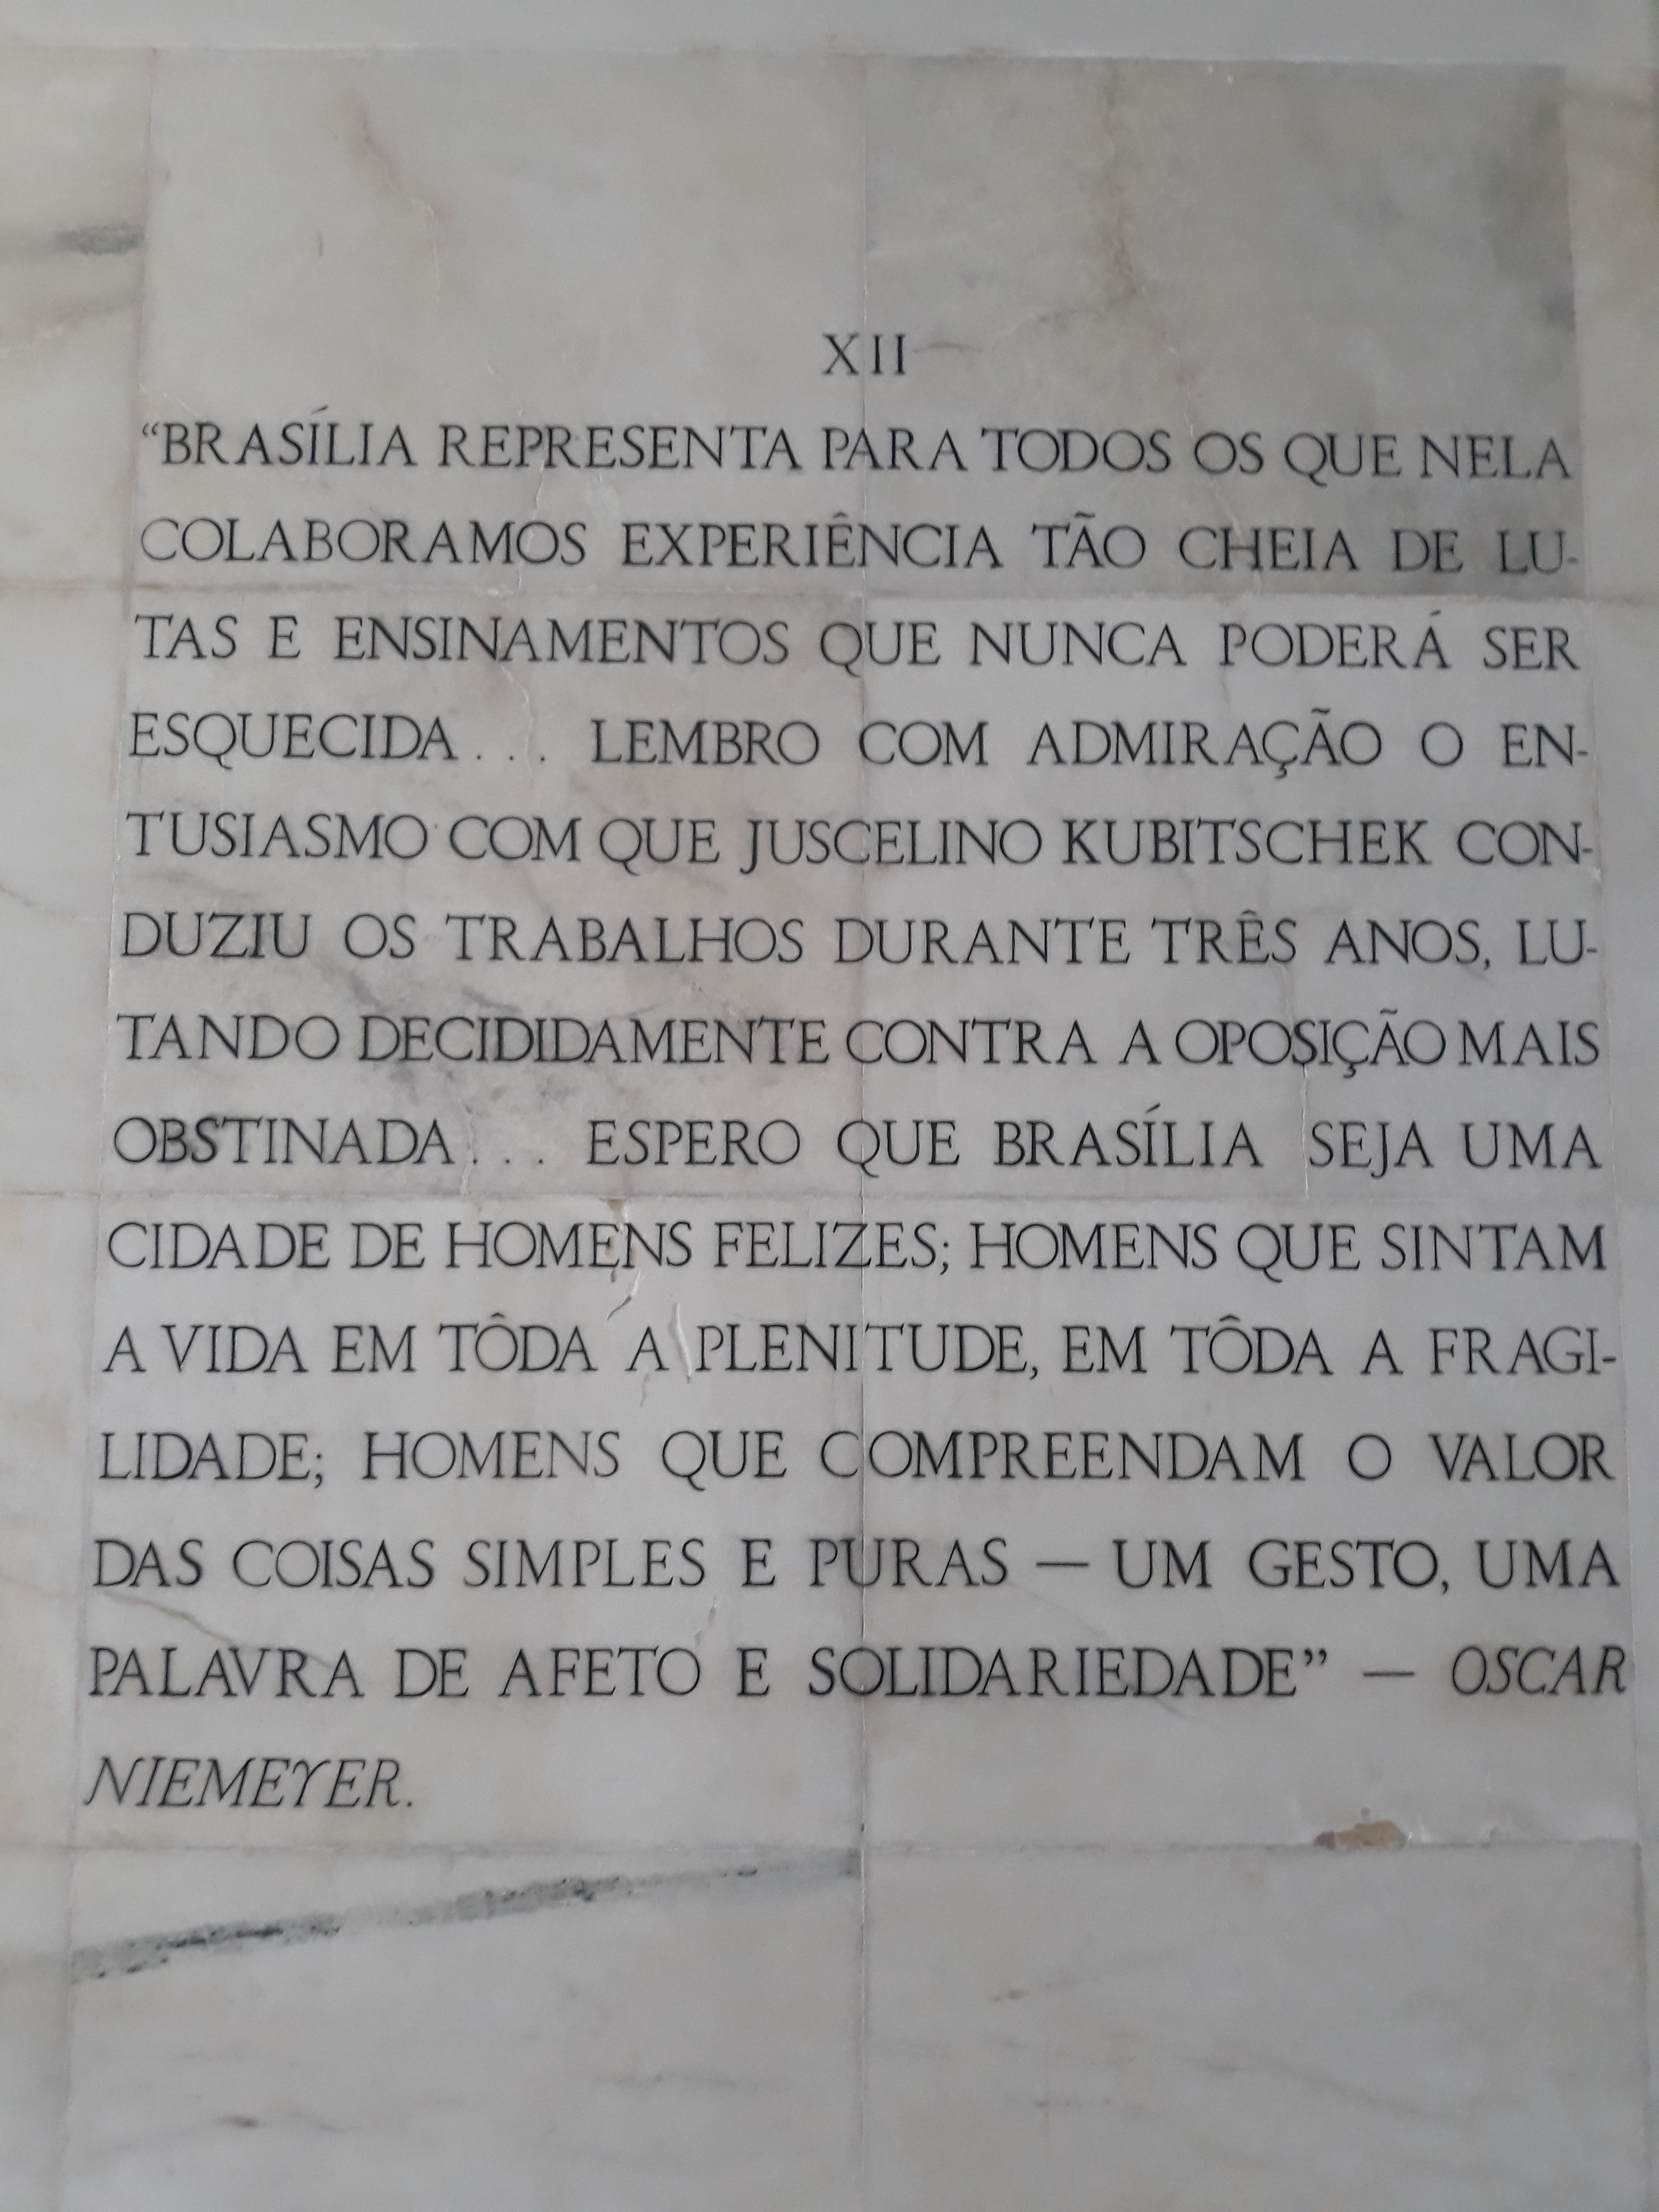 XII
“BRASÍLIA REPRESENTA PARA TODOS OS QUE NELA
COLABORAMOS EXPERIÊNCIA TÃO CHEIA DE LU-
TAS E ENSINAMENTOS QUE NUNCA PODERÁ SER
ESQUECIDA... LEMBRO COM ADMIRAÇÃO O EN-
TUSIASMO COM QUE JUSCELINO KUBITSCHEK CON-
DUZIU OS TRABALHOS DURANTE TRÊS ANOS, LU-
TANDO DECIDIDAMENTE CONTRA A OPOSIÇÃO MAIS
OBSTINADA... ESPERO QUE BRASÍLIA SEJA UMA
CIDADE DE HOMENS FELIZES; HOMENS QUE SINTAM
A VIDA EM TÔDA A PLENITUDE, EM TÔDA A FRAGI-
LIDADE; HOMENS QUE COMPREENDAM O VALOR
DAS COISAS SIMPLES E PURAS — UM GESTO, UMA
PALAVRA DE AFETO E SOLIDARIEDADE” — OSCAR
NIEMEYER.